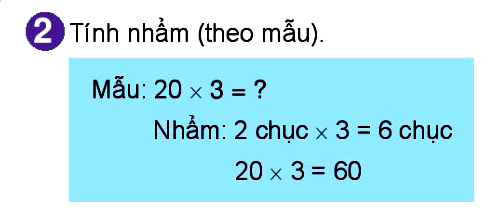 2 Tính nhẩm (theo mẫu).
Mẫu: 20 × 3 = ?
Nhẩm: 2 chục × 3 = 6 chục
20 × 3 = 60